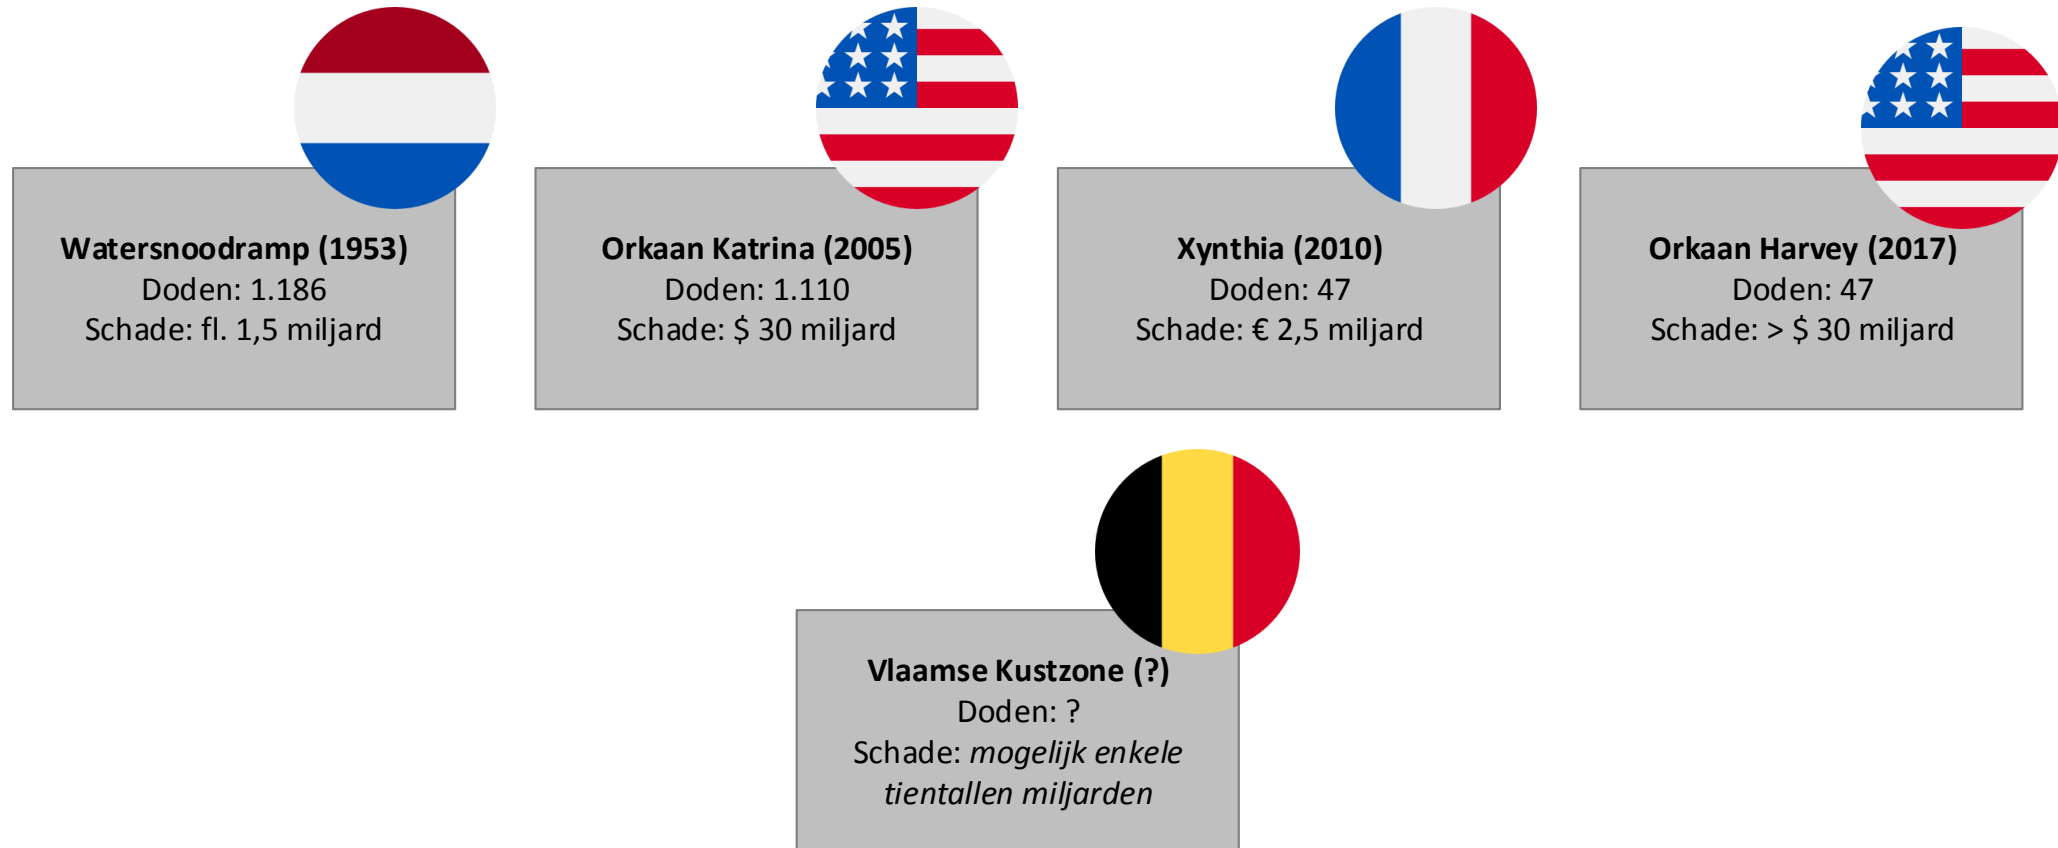 Watersnoodramp (1953)
Doden: 1.186
Schade: fl. 1,5 miljard
Orkaan Katrina (2005)
Doden: 1.110
Schade: $ 30 miljard
Xynthia (2010)
Doden: 47
Schade: € 2,5 miljard
Orkaan Harvey (2017)
Doden: 47
Schade: > $ 30 miljard
Vlaamse Kustzone (?)
Doden: ?
Schade: mogelijk enkele
tientallen miljarden